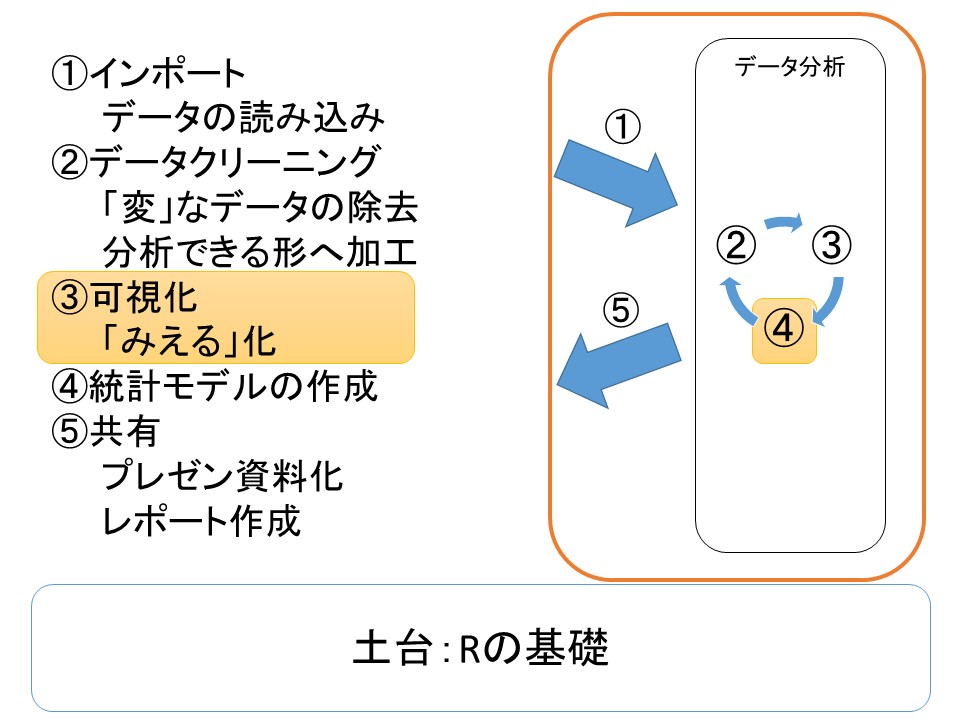 ①インポート
データの読み込み
②データクリーニング
「変」なデータの除去
分析できる形へ加工
③可視化
「みえる」化
④統計モデルの作成
⑤共有
プレゼン資料化
レポート作成
データ分析
①
②
③
④
⑤
土台：Rの基礎